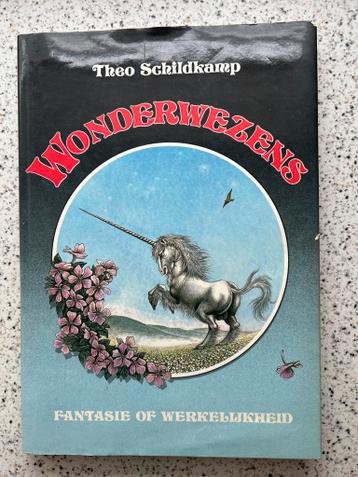 Theo Schildkamp
WONDERWEZENS
FANTASIE OF WERKELIJKHEID